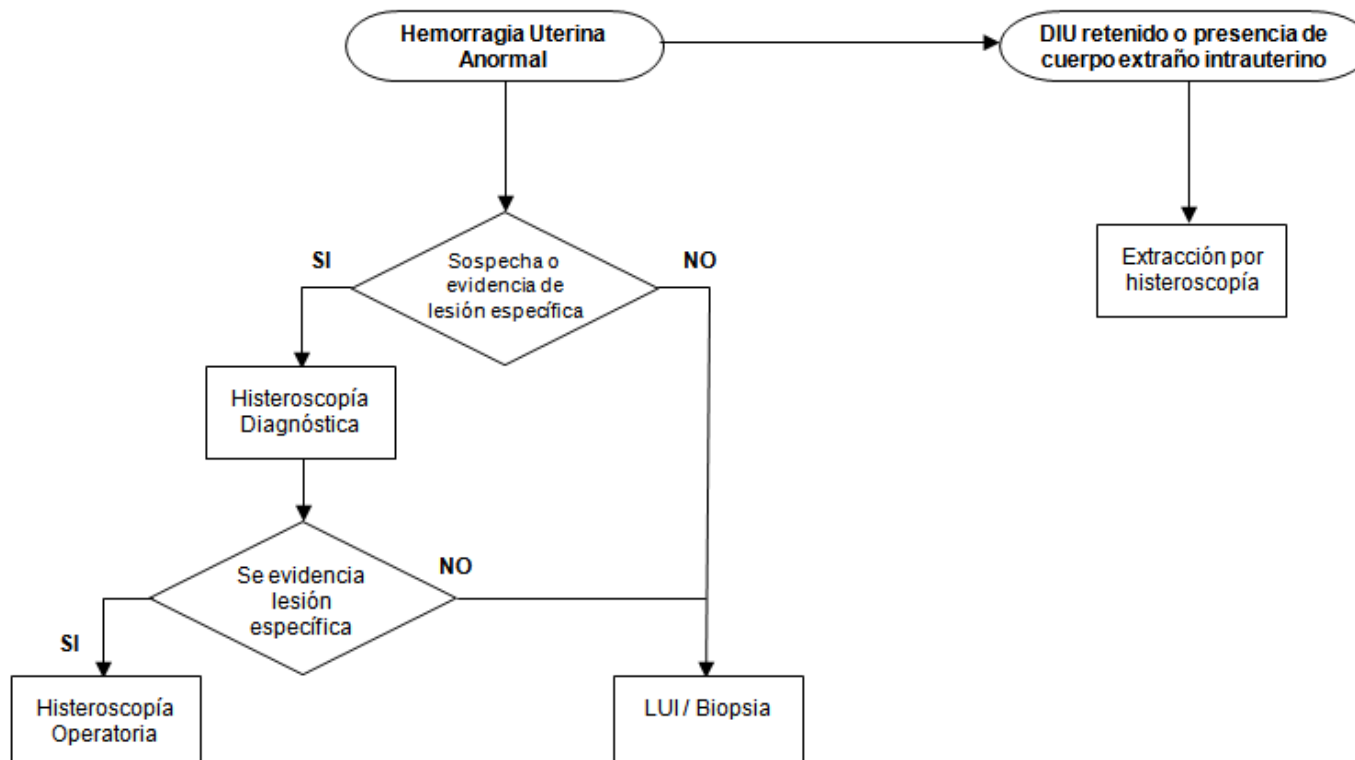 Hemorragia Uterina
Anormal
DIU retenido o presencia de
cuerpo extraño intrauterino
SI
Sospecha o
evidencia de
lesión específica
NO
Extracción por
histeroscopía
Histeroscopía
Diagnóstica
Se evidencia
lesión
específica
NO
SI
Histeroscopía
Operatoria
LUI / Biopsia